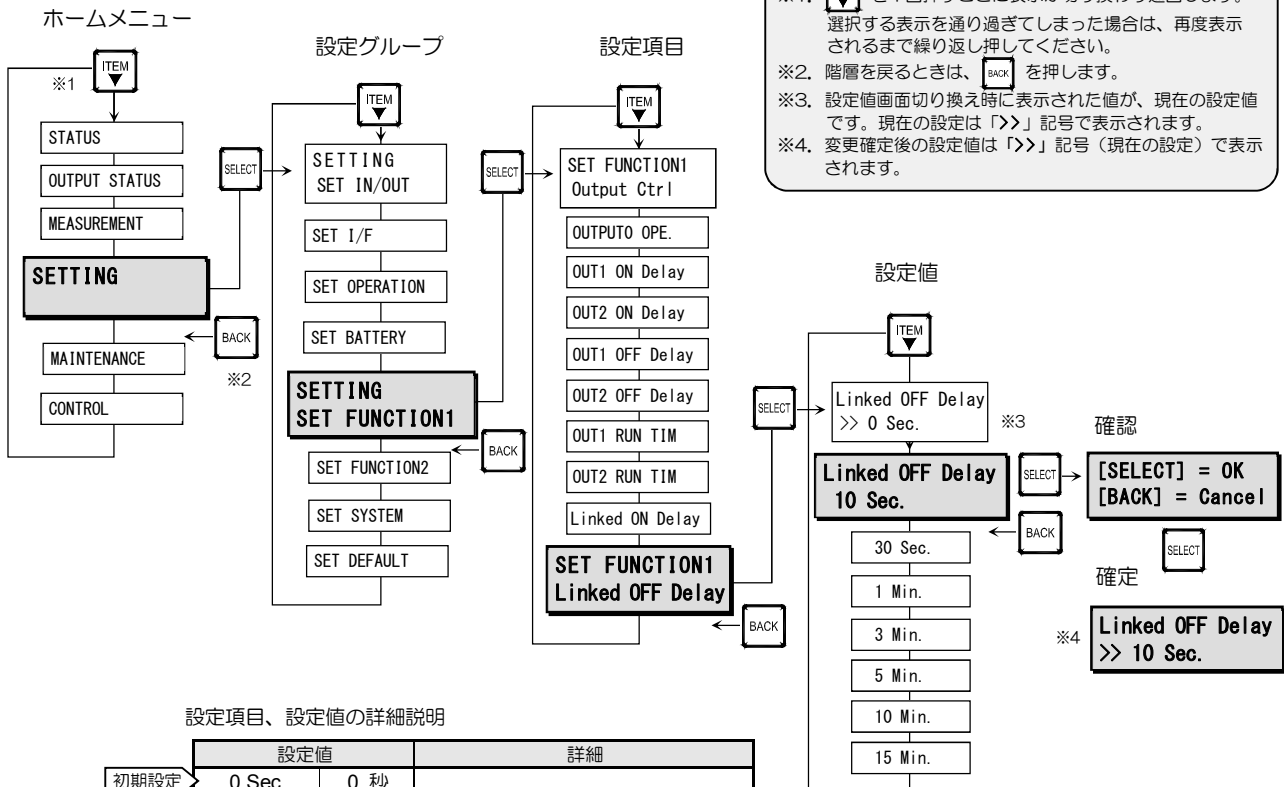 ホームメニュー
ITEM
▼
※1
STATUS
OUTPUT STATUS
MEASUREMENT
SETTING
MAINTENANCE
CONTROL
SELECT
BACK
※2
設定グループ
ITEM
▼
SETTING
SET IN/OUT
SET I/F
SET OPERATION
SET BATTERY
SETTING
SET FUNCTION1
SET FUNCTION2
SET SYSTEM
SET DEFAULT
SELECT
BACK
設定項目
ITEM
▼
SET FUNCTION1
Output Ctrl
OUTPUT0 OPE.
OUT1 ON Delay
OUT2 ON Delay
OUT1 OFF Delay
OUT2 OFF Delay
OUT1 RUN TIM
OUT2 RUN TIM
Linked ON Delay
SET FUNCTION1
Linked OFF Delay
SELECT
BACK
選択する表示を通り過ぎてしまった場合は、再度表示
されるまで繰り返し押してください。
※2. 階層を戻るときは、 BACK を押します。
※3. 設定値画面切り換え時に表示された値が、現在の設定値
です。現在の設定は「>>」記号で表示されます。
※4. 変更確定後の設定値は「>>」記号（現在の設定）で表示
されます。
設定値
ITEM
▼
Linked OFF Delay
>> 0 Sec.
※3
Linked OFF Delay
10 Sec.
30 Sec.
1 Min.
3 Min.
5 Min.
10 Min.
15 Min.
SELECT
BACK
確認
[SELECT] = OK
[BACK] = Cancel
SELECT
確定
※4
Linked OFF Delay
>> 10 Sec.
設定項目、設定値の詳細説明
設定値 詳細
初期設定 0 Sec 0 秒